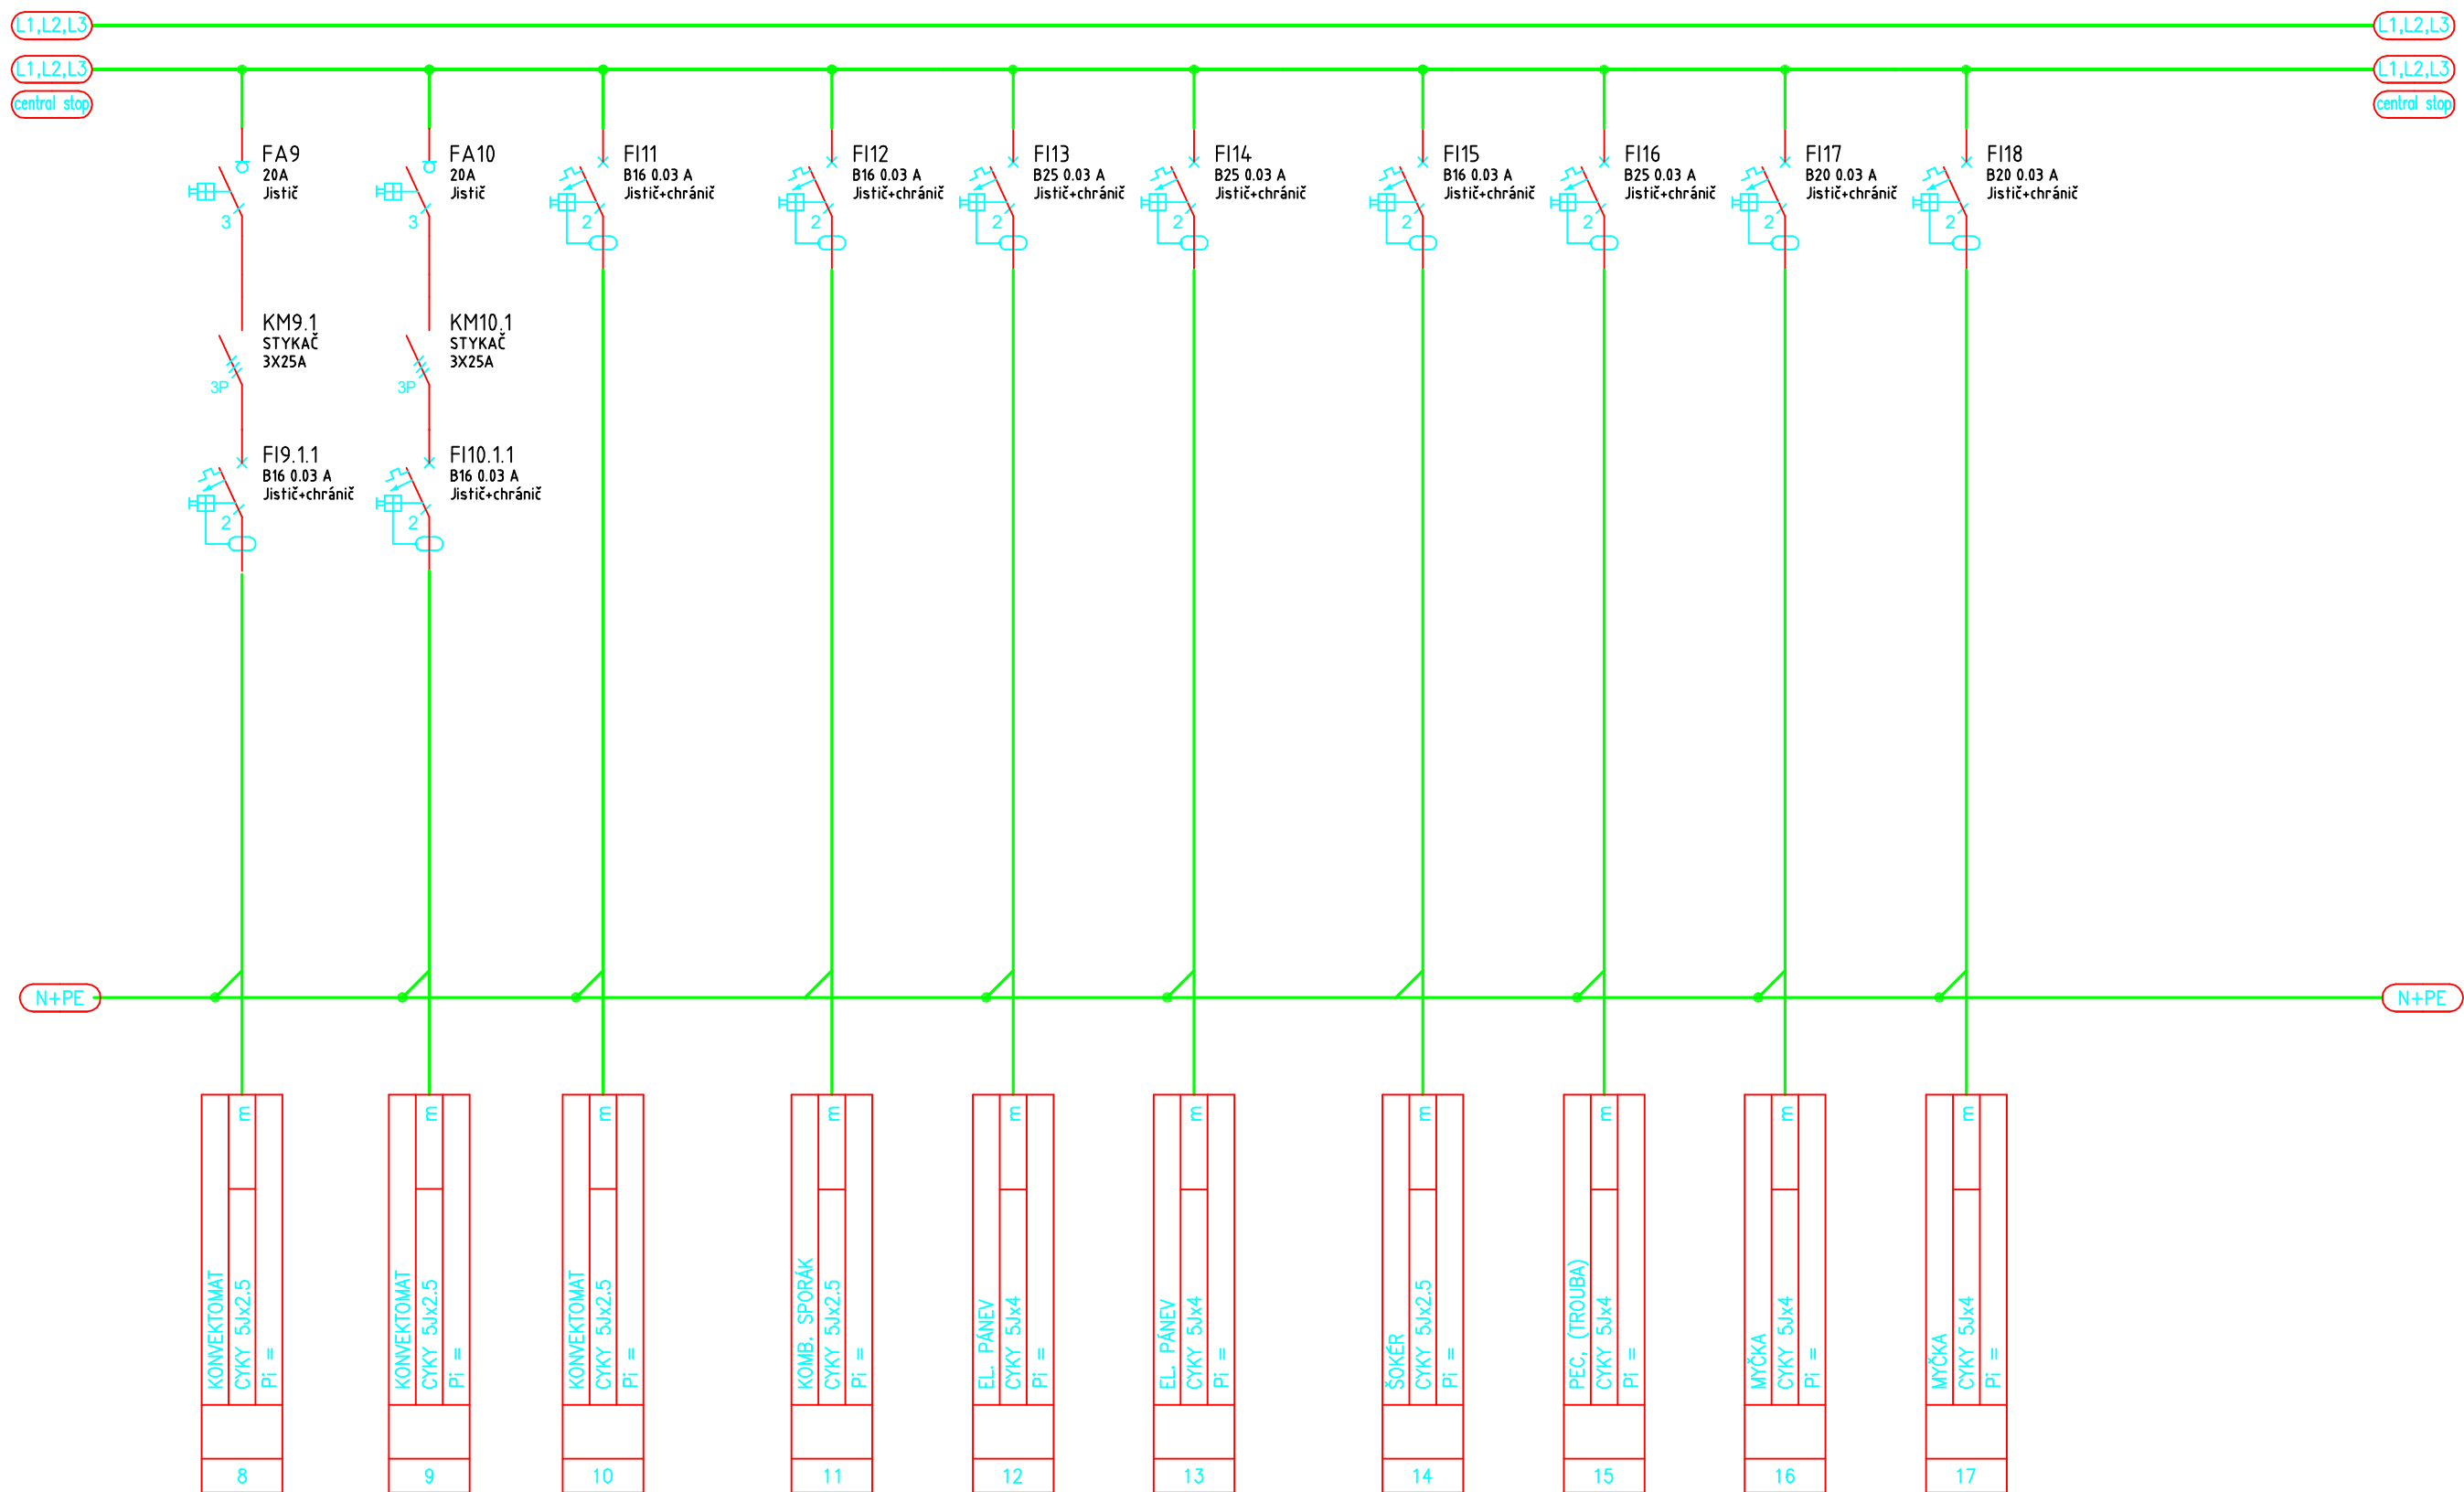 L1,L2,L3
L1,L2,L3
L1,L2,L3
L1,L2,L3
central stop
central stop
FA9
20A
Jistič
3
FA10
20A
Jistič
3
FI11
B16 0.03 A
Jistič+chránič
2
FI12
B16 0.03 A
Jistič+chránič
2
FI13
B25 0.03 A
Jistič+chránič
2
FI14
B25 0.03 A
Jistič+chránič
2
FI15
B16 0.03 A
Jistič+chránič
2
FI16
B25 0.03 A
Jistič+chránič
2
FI17
B20 0.03 A
Jistič+chránič
2
FI18
B20 0.03 A
Jistič+chránič
2
KM9.1
STYKAČ
3X25A
3P
KM10.1
STYKAČ
3X25A
3P
FI9.1.1
B16 0.03 A
Jistič+chránič
2
FI10.1.1
B16 0.03 A
Jistič+chránič
2
N+PE
N+PE
KONVEKTOMAT
CYKY 5Jx2.5
m
Pi =
8
KONVEKTOMAT
CYKY 5Jx2.5
m
Pi =
9
KONVEKTOMAT
CYKY 5Jx2.5
m
Pi =
10
KOMB. SPORÁK
CYKY 5Jx2.5
m
Pi =
11
EL. PÁNEV
CYKY 5Jx4
m
Pi =
12
EL. PÁNEV
CYKY 5Jx4
m
Pi =
13
ŠOKÉR
CYKY 5Jx2.5
m
Pi =
14
PEC, (TROUBA)
CYKY 5Jx4
m
Pi =
15
MYČKA
CYKY 5Jx4
m
Pi =
16
MYČKA
CYKY 5Jx4
m
Pi =
17